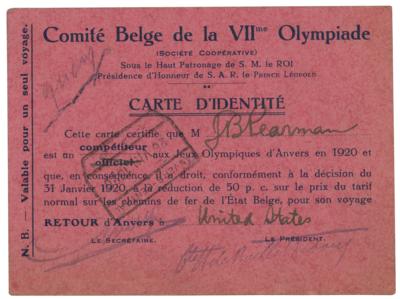 Comité Belge de la VIIme Olympiade
(SOCIÉTÉ COOPÉRATIVE)
Sous le Haut Patronage de S. M. le ROI
Présidence d'Honneur de S. A. R. le PRINCE LÉOPOLD
CARTE D'IDENTITÉ
Cette carte certifie que M J B Pearman
est un compétiteur
officiel
aux Jeux Olympiques d'Anvers en 1920 et
que, en conséquence, il a droit, conformément à la décision du
31 Janvier 1920, à la réduction de 50 p. c. sur le prix du tarif
normal sur les chemins de fer de l'État Belge, pour son voyage
RETOUR d'Anvers à United States
LE SECRÉTAIRE. LE PRÉSIDENT.
N. B. — Valable pour un seul voyage.